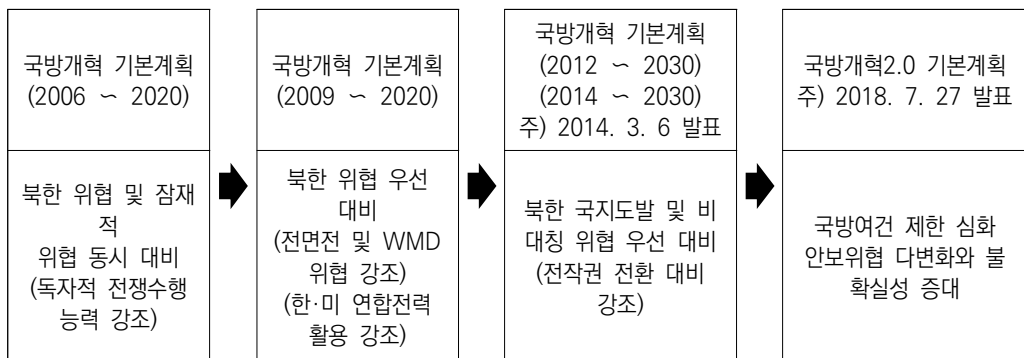 국방개혁 기본계획
(2006 ~ 2020)
북한 위협 및 잠재
적
위협 동시 대비
(독자적 전쟁수행
능력 강조)
국방개혁 기본계획
(2009 ~ 2020)
북한 위협 우선
대비
(전면전 및 WMD
위협 강조)
(한·미 연합전력
활용 강조)
국방개혁 기본계획
(2012 ~ 2030)
(2014 ~ 2030)
주) 2014. 3. 6 발표
북한 국지도발 및 비
대칭 위협 우선 대비
(전작권 전환 대비
강조)
국방개혁2.0 기본계획
주) 2018. 7. 27 발표
국방여건 제한 심화
안보위협 다변화와 불
확실성 증대